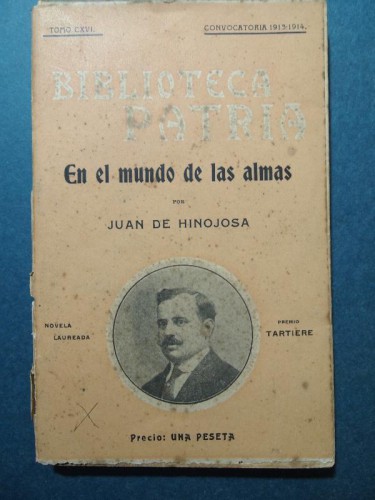 TOMO CXVI.
CONVOCATORIA 1913-1914.
BIBLIOTECA
PATRIA
En el mundo de las almas
POR
JUAN DE HINOJOSA
NOVELA
LAUREADA
PREMIO
TARTIÈRE
Precio: UNA PESETA